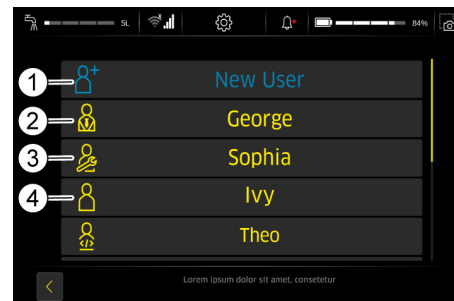 5L 84%
1 New User
2 George
3 Sophia
4 Ivy
</> Theo
Lorem ipsum dolor sit amet, consetetur